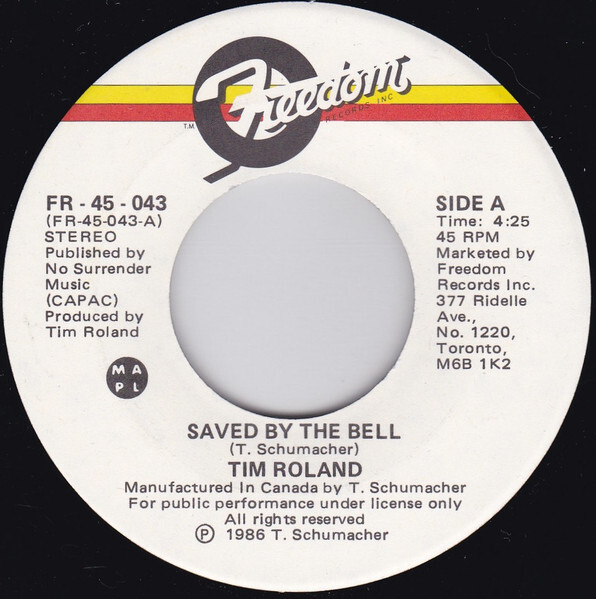 Freedom
RECORDS INC
T.M.
FR - 45 - 043
(FR-45-043-A)
STEREO
Published by
No Surrender
Music
(CAPAC)
Produced by
Tim Roland
M A
P L
SIDE A
Time: 4:25
45 RPM
Marketed by
Freedom
Records Inc.
377 Ridelle
Ave.,
No. 1220,
Toronto,
M6B 1K2
SAVED BY THE BELL
(T. Schumacher)
TIM ROLAND
Manufactured In Canada by T. Schumacher
For public performance under license only
All rights reserved
Ⓟ 1986 T. Schumacher